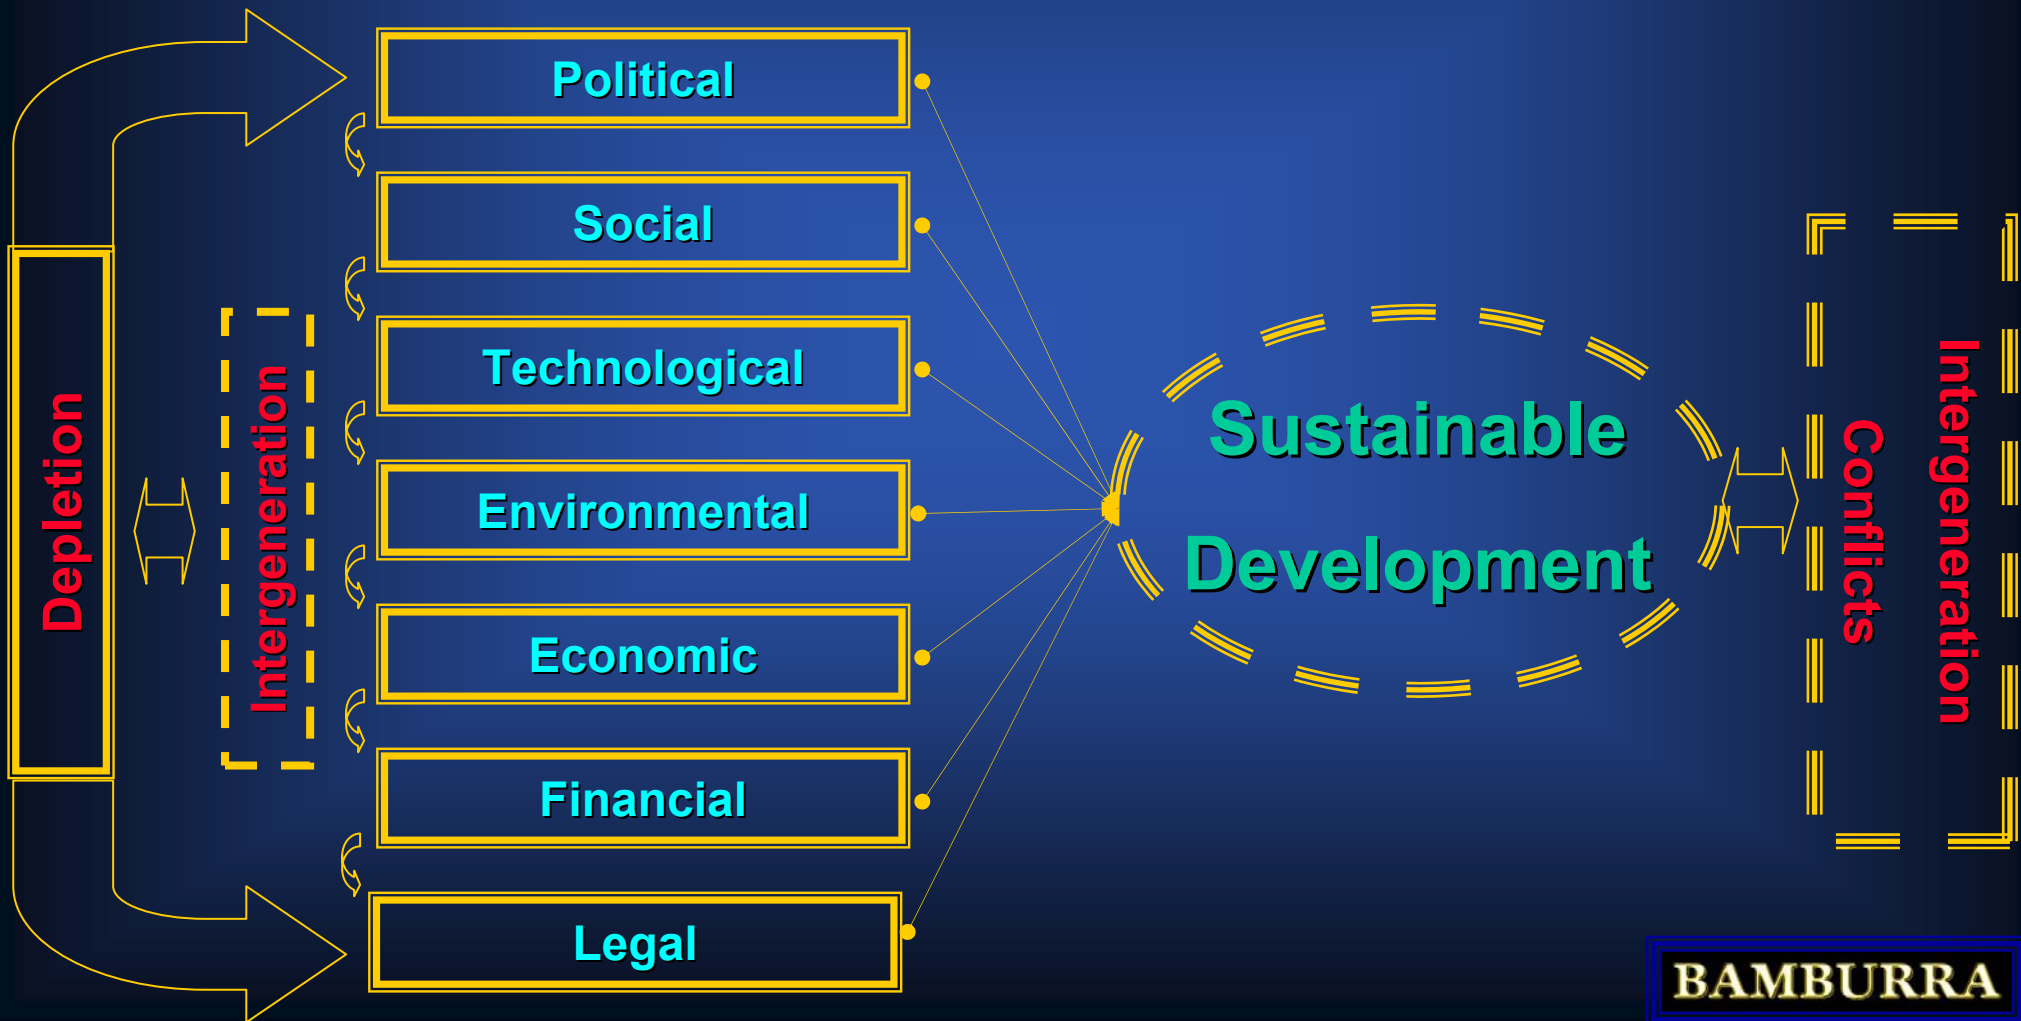 Depletion
Intergeneration
Political
Social
Technological
Environmental
Economic
Financial
Legal
Sustainable
Development
Intergeneration
Conflicts
BAMBURRA